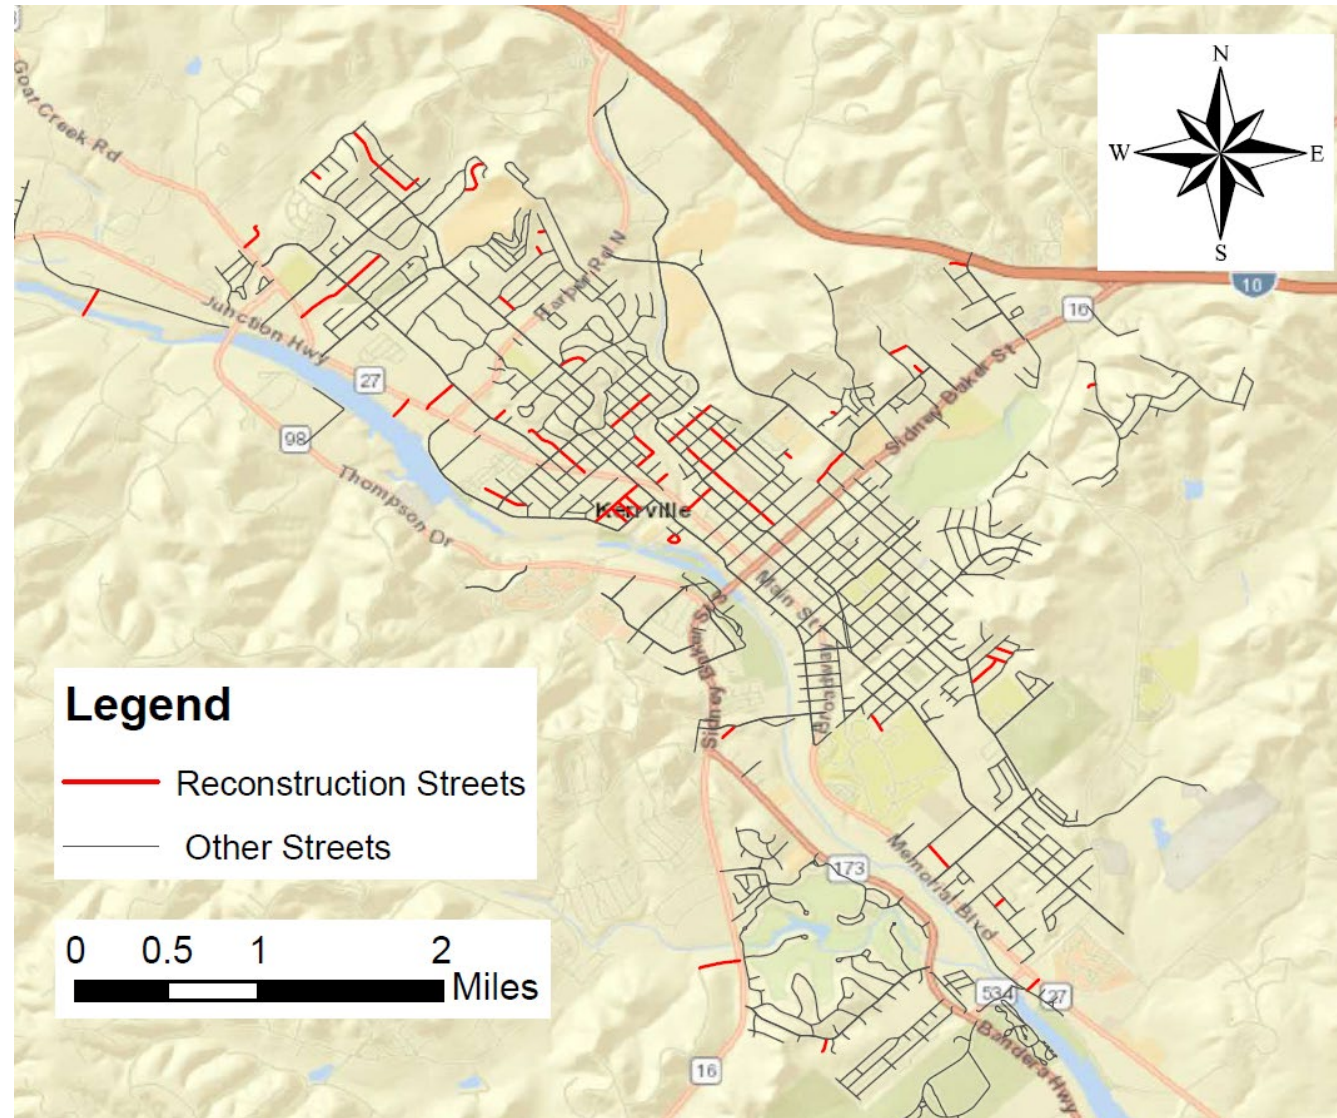 N
W
E
S
Goat Creek Rd
Harper Rd N
10
16
Junction Hwy
27
Sidney Baker St
98
Thompson Dr
Kerrville
Main St
Sidney Baker St S
Broadway
Legend
Reconstruction Streets
Other Streets
173
Memorial Blvd
0 0.5 1 2
Miles
534
27
Bandera Hwy
16